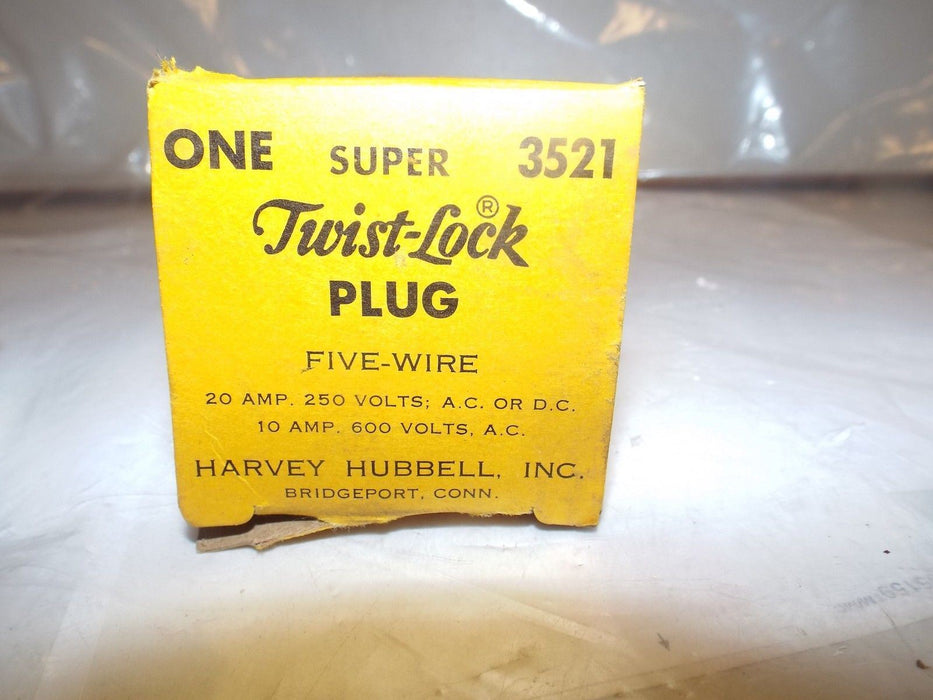 ONE SUPER 3521
Twist-Lock®
PLUG
FIVE-WIRE
20 AMP. 250 VOLTS; A.C. OR D.C.
10 AMP. 600 VOLTS, A.C.
HARVEY HUBBELL, INC.
BRIDGEPORT, CONN.